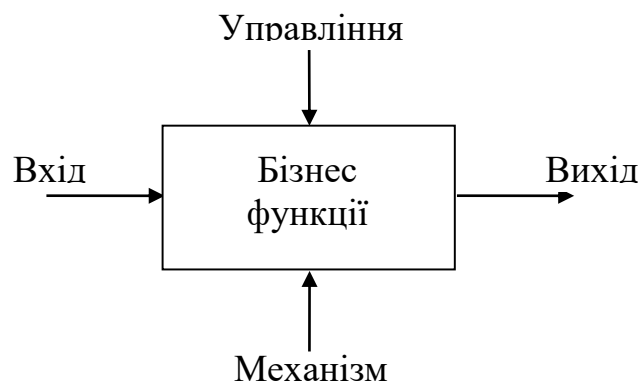 Управління
Вхід
Бізнес
функції
Вихід
Механізм